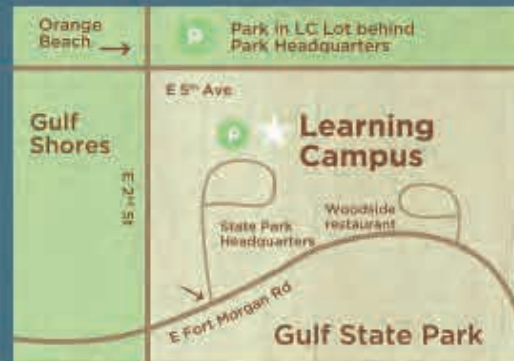 Orange
Beach
P
Park in LC Lot behind
Park Headquarters
E 5th Ave
Gulf
Shores
P
Learning
Campus
E 2nd St
State Park
Headquarters
Woodside
restaurant
E Fort Morgan Rd
Gulf State Park